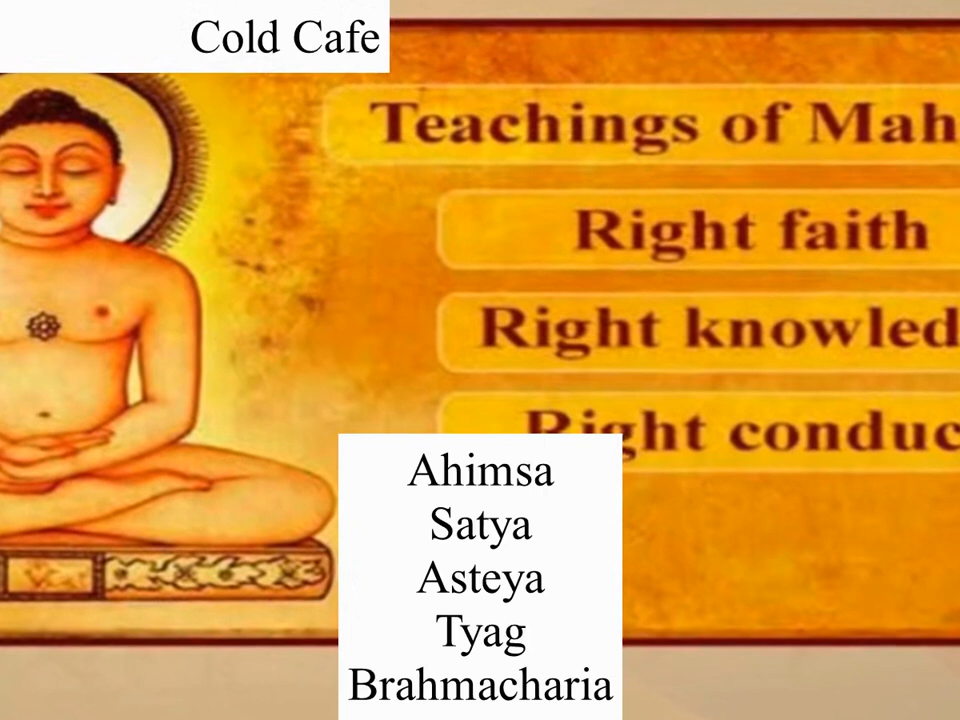 Cold Cafe
Teachings of Mah
Right faith
Right knowled
Right conduc
Ahimsa
Satya
Asteya
Tyag
Brahmacharia